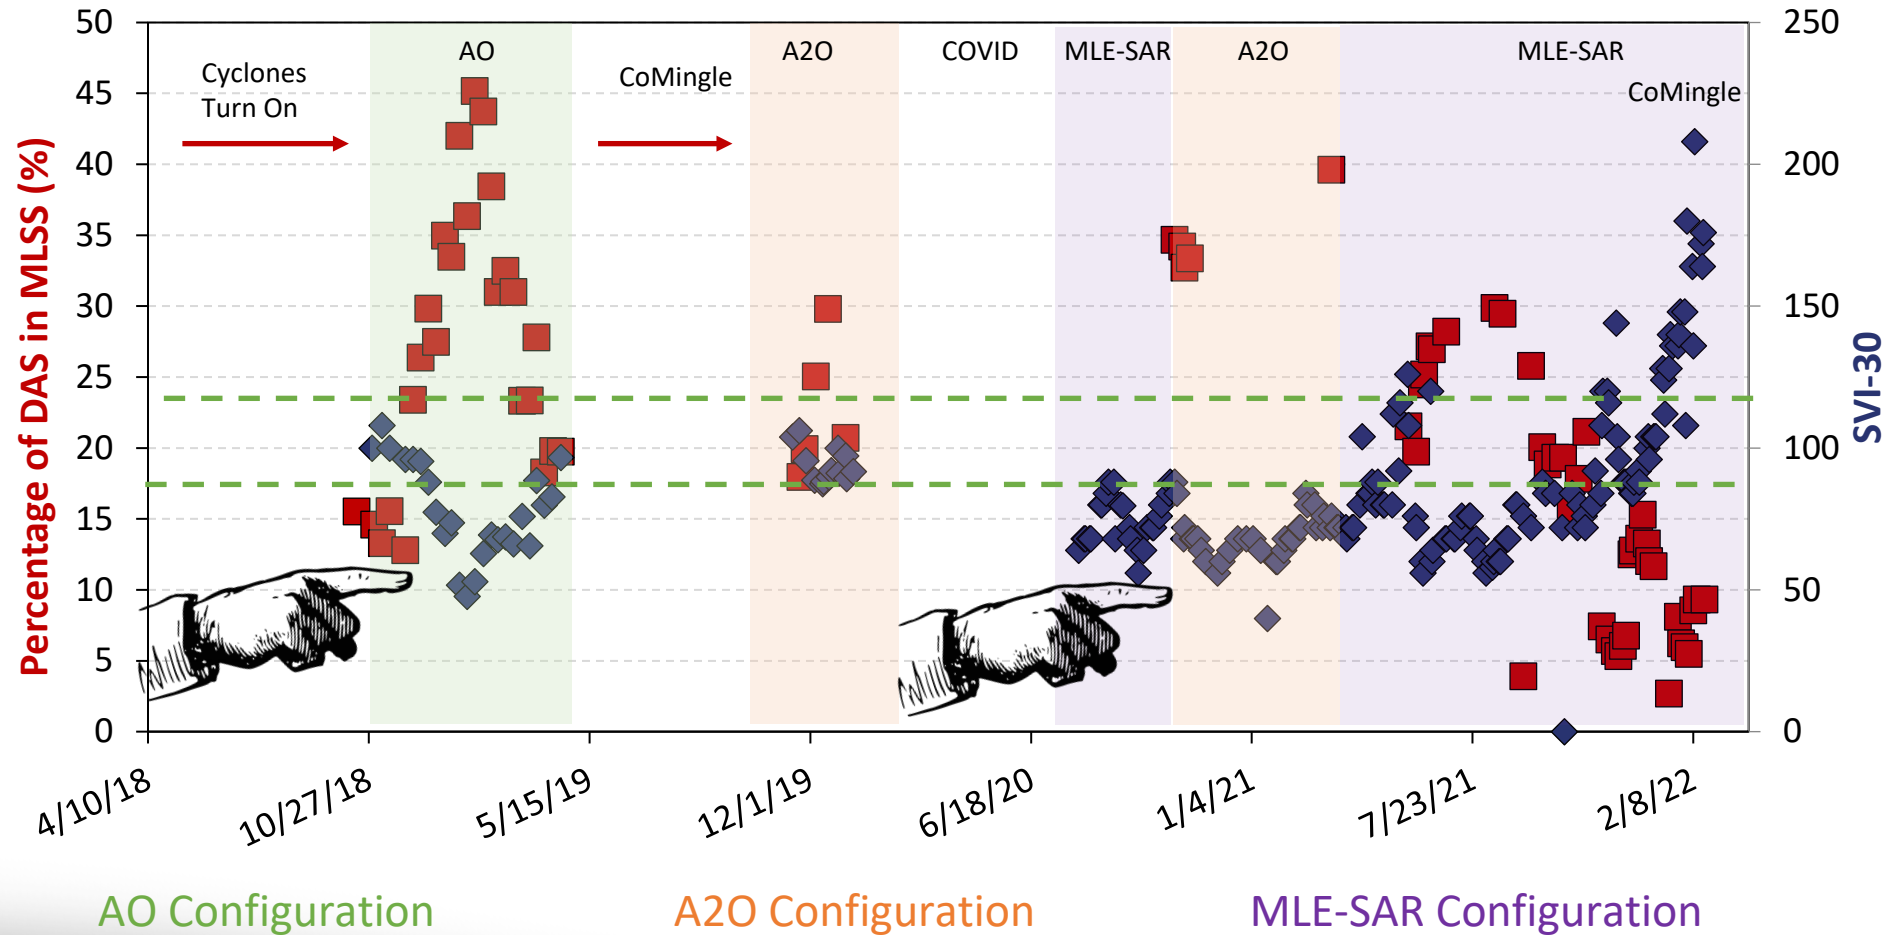 50
45
40
35
30
25
20
15
10
5
0
Percentage of DAS in MLSS (%)
250
200
150
100
50
0
SVI-30
Cyclones
Turn On
AO
CoMingle
A2O
COVID
MLE-SAR
A2O
MLE-SAR
CoMingle
4/10/18
10/27/18
5/15/19
12/1/19
6/18/20
1/4/21
7/23/21
2/8/22
AO Configuration
A2O Configuration
MLE-SAR Configuration